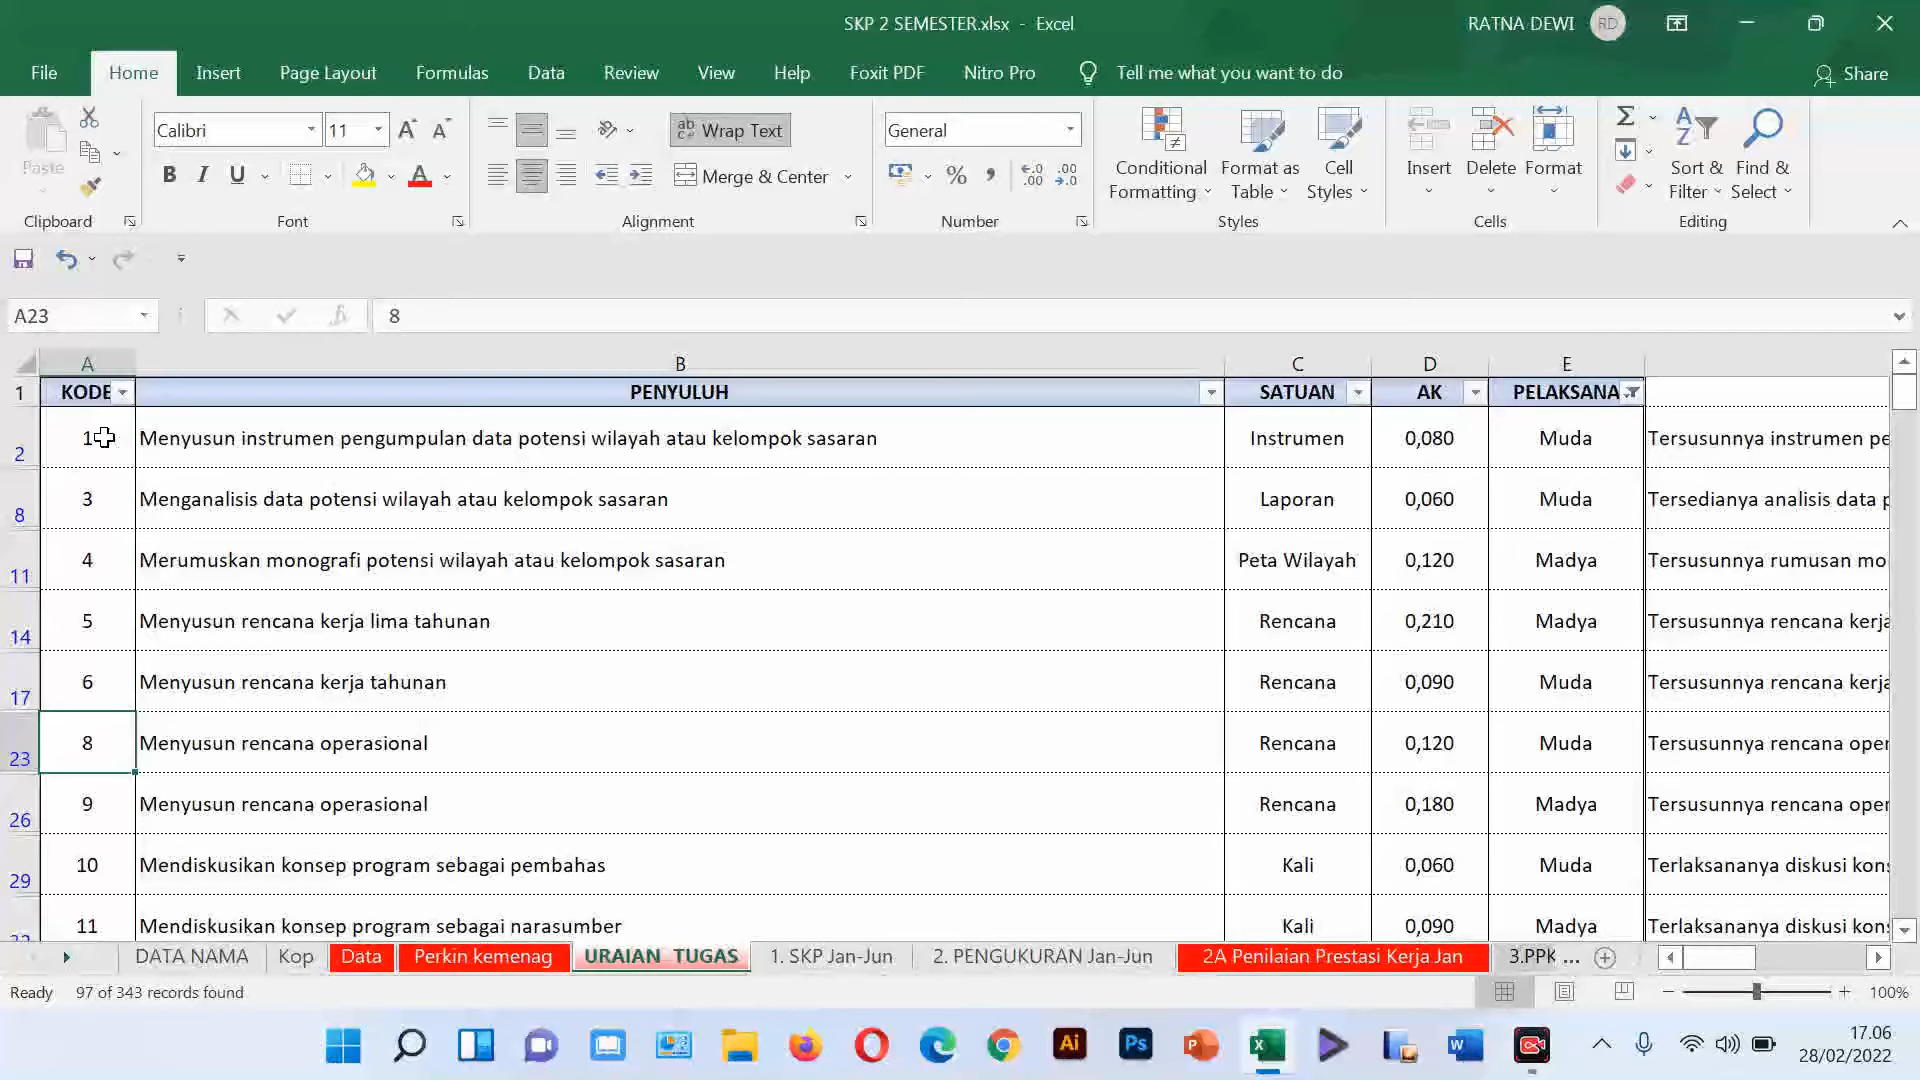 SKP 2 SEMESTER.xlsx - Excel
RATNA DEWI RD
File Home Insert Page Layout Formulas Data Review View Help Foxit PDF Nitro Pro Tell me what you want to do Share
Paste
Clipboard
Calibri 11
B I U A
Font
Wrap Text
Merge & Center
Alignment
General
% ,
Number
Conditional Formatting
Format as Table
Cell Styles
Styles
Insert Delete Format
Cells
Sort & Filter
Find & Select
Editing
A23 fx 8
A B C D E
1 KODE PENYULUH SATUAN AK PELAKSANA
2 1 Menyusun instrumen pengumpulan data potensi wilayah atau kelompok sasaran Instrumen 0,080 Muda Tersusunnya instrumen pe
8 3 Menganalisis data potensi wilayah atau kelompok sasaran Laporan 0,060 Muda Tersedianya analisis data p
11 4 Merumuskan monografi potensi wilayah atau kelompok sasaran Peta Wilayah 0,120 Madya Tersusunnya rumusan mo
14 5 Menyusun rencana kerja lima tahunan Rencana 0,210 Madya Tersusunnya rencana kerja
17 6 Menyusun rencana kerja tahunan Rencana 0,090 Muda Tersusunnya rencana kerja
23 8 Menyusun rencana operasional Rencana 0,120 Muda Tersusunnya rencana oper
26 9 Menyusun rencana operasional Rencana 0,180 Madya Tersusunnya rencana oper
29 10 Mendiskusikan konsep program sebagai pembahas Kali 0,060 Muda Terlaksananya diskusi kons
11 Mendiskusikan konsep program sebagai narasumber Kali 0,090 Madya Terlaksananya diskusi kons
DATA NAMA Kop Data Perkin kemenag URAIAN TUGAS 1. SKP Jan-Jun 2. PENGUKURAN Jan-Jun 2A Penilaian Prestasi Kerja Jan 3.PPK ...
Ready 97 of 343 records found 100%
17.06
28/02/2022